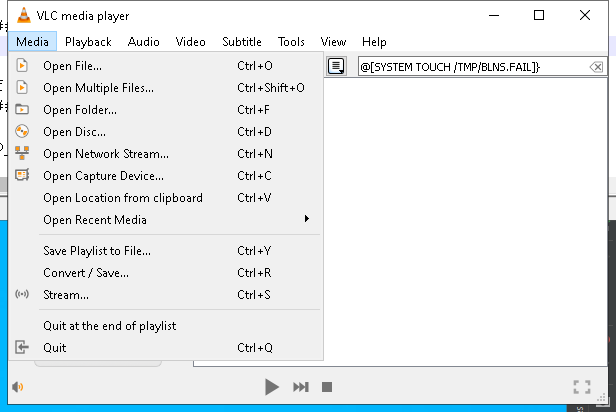 VLC media player
Media Playback Audio Video Subtitle Tools View Help
@[SYSTEM TOUCH /TMP/BLNS.FAIL]}
Open File... Ctrl+O
Open Multiple Files... Ctrl+Shift+O
Open Folder... Ctrl+F
Open Disc... Ctrl+D
Open Network Stream... Ctrl+N
Open Capture Device... Ctrl+C
Open Location from clipboard Ctrl+V
Open Recent Media
Save Playlist to File... Ctrl+Y
Convert / Save... Ctrl+R
Stream... Ctrl+S
Quit at the end of playlist
Quit Ctrl+Q